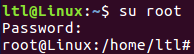 ltl@Linux:~$ su root
Password:
root@Linux:/home/ltl#